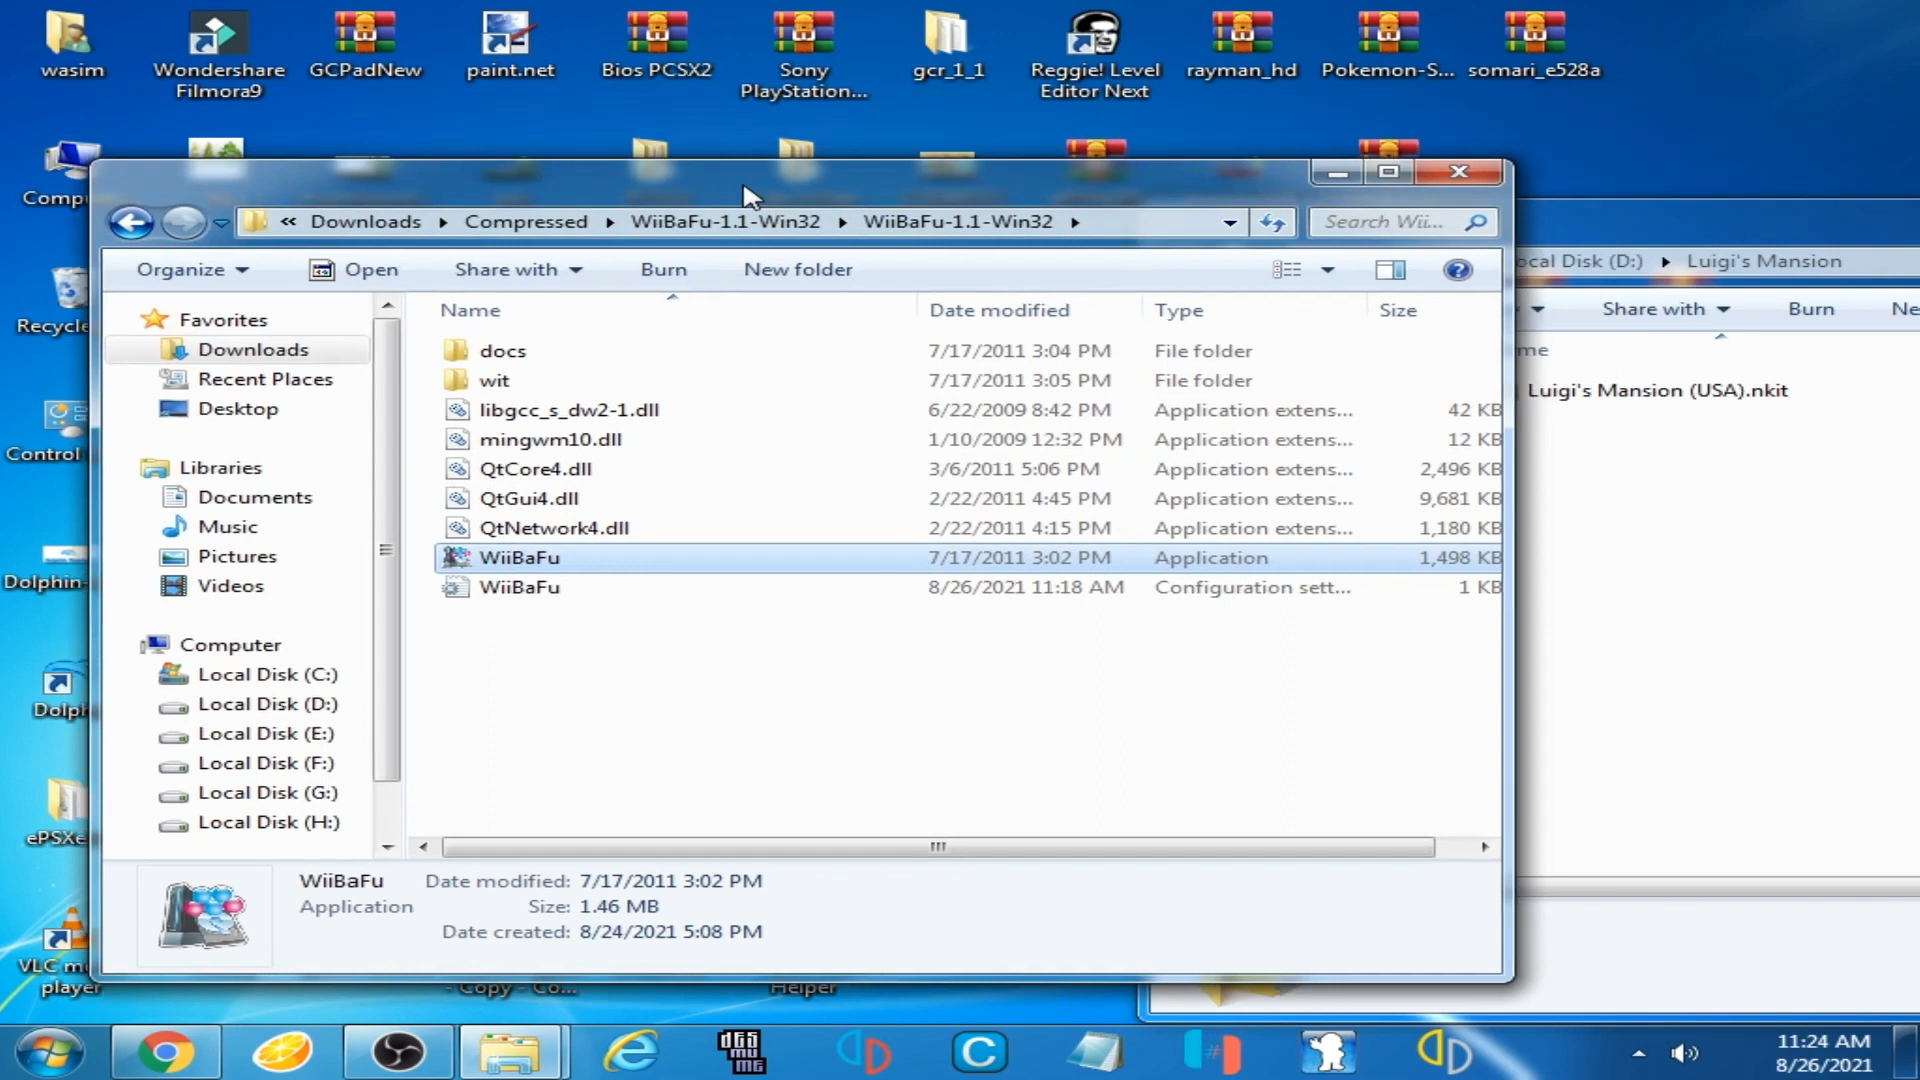 wasim
Wondershare
Filmora9
GCPadNew
paint.net
Bios PCSX2
Sony
PlayStation...
gcr_1_1
Reggie! Level
Editor Next
rayman_hd
Pokemon-S...
somari_e528a
Compu
Recycle
Control
Dolphin-
Dolph
ePSXe
VLC m
player
- Copy - Co...
Helper
« Downloads Compressed WiiBaFu-1.1-Win32 WiiBaFu-1.1-Win32
Search Wii...
Organize Open Share with Burn New folder
Favorites
Downloads
Recent Places
Desktop
Libraries
Documents
Music
Pictures
Videos
Computer
Local Disk (C:)
Local Disk (D:)
Local Disk (E:)
Local Disk (F:)
Local Disk (G:)
Local Disk (H:)
Name Date modified Type Size
docs 7/17/2011 3:04 PM File folder
wit 7/17/2011 3:05 PM File folder
libgcc_s_dw2-1.dll 6/22/2009 8:42 PM Application extens... 42 KB
mingwm10.dll 1/10/2009 12:32 PM Application extens... 12 KB
QtCore4.dll 3/6/2011 5:06 PM Application extens... 2,496 KB
QtGui4.dll 2/22/2011 4:45 PM Application extens... 9,681 KB
QtNetwork4.dll 2/22/2011 4:15 PM Application extens... 1,180 KB
WiiBaFu 7/17/2011 3:02 PM Application 1,498 KB
WiiBaFu 8/26/2021 11:18 AM Configuration sett... 1 KB
WiiBaFu Date modified: 7/17/2011 3:02 PM
Application Size: 1.46 MB
Date created: 8/24/2021 5:08 PM
ocal Disk (D:) Luigi's Mansion
Share with Burn Ne
me
Luigi's Mansion (USA).nkit
11:24 AM
8/26/2021